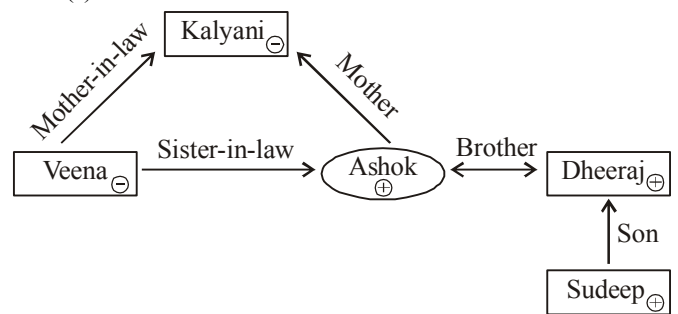 Kalyani ⊖
Mother-in-law
Mother
Veena ⊖
Sister-in-law
Ashok
⊕
Brother
Dheeraj ⊕
Son
Sudeep ⊕